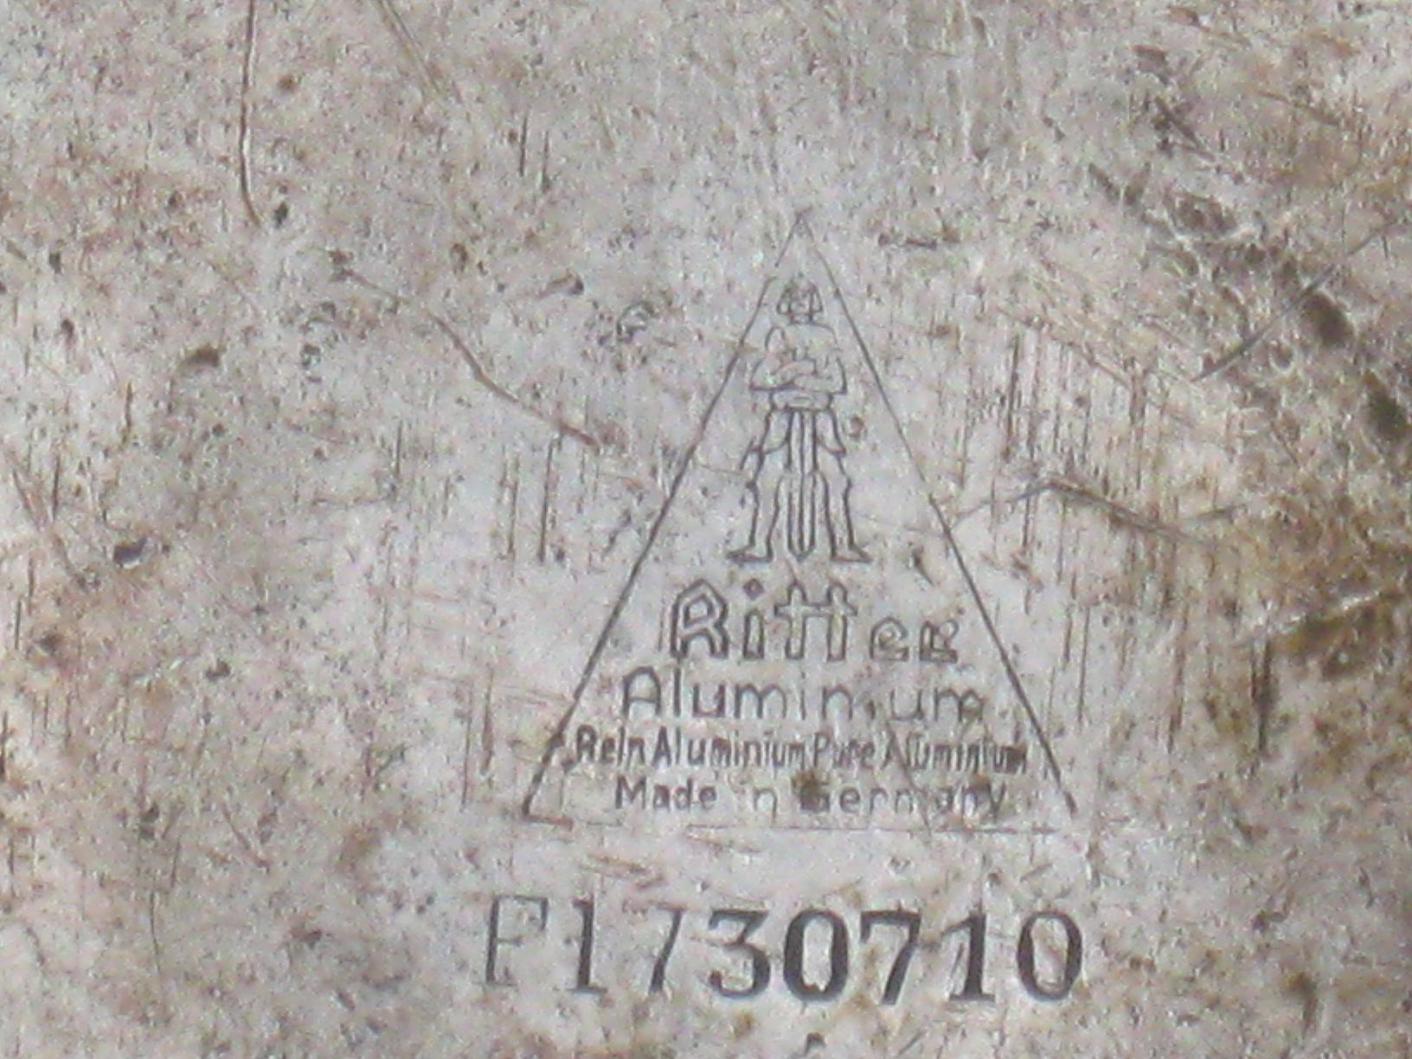 Ritter
Aluminium
Rein Aluminium Pure Aluminium
Made in Germany
F1730710